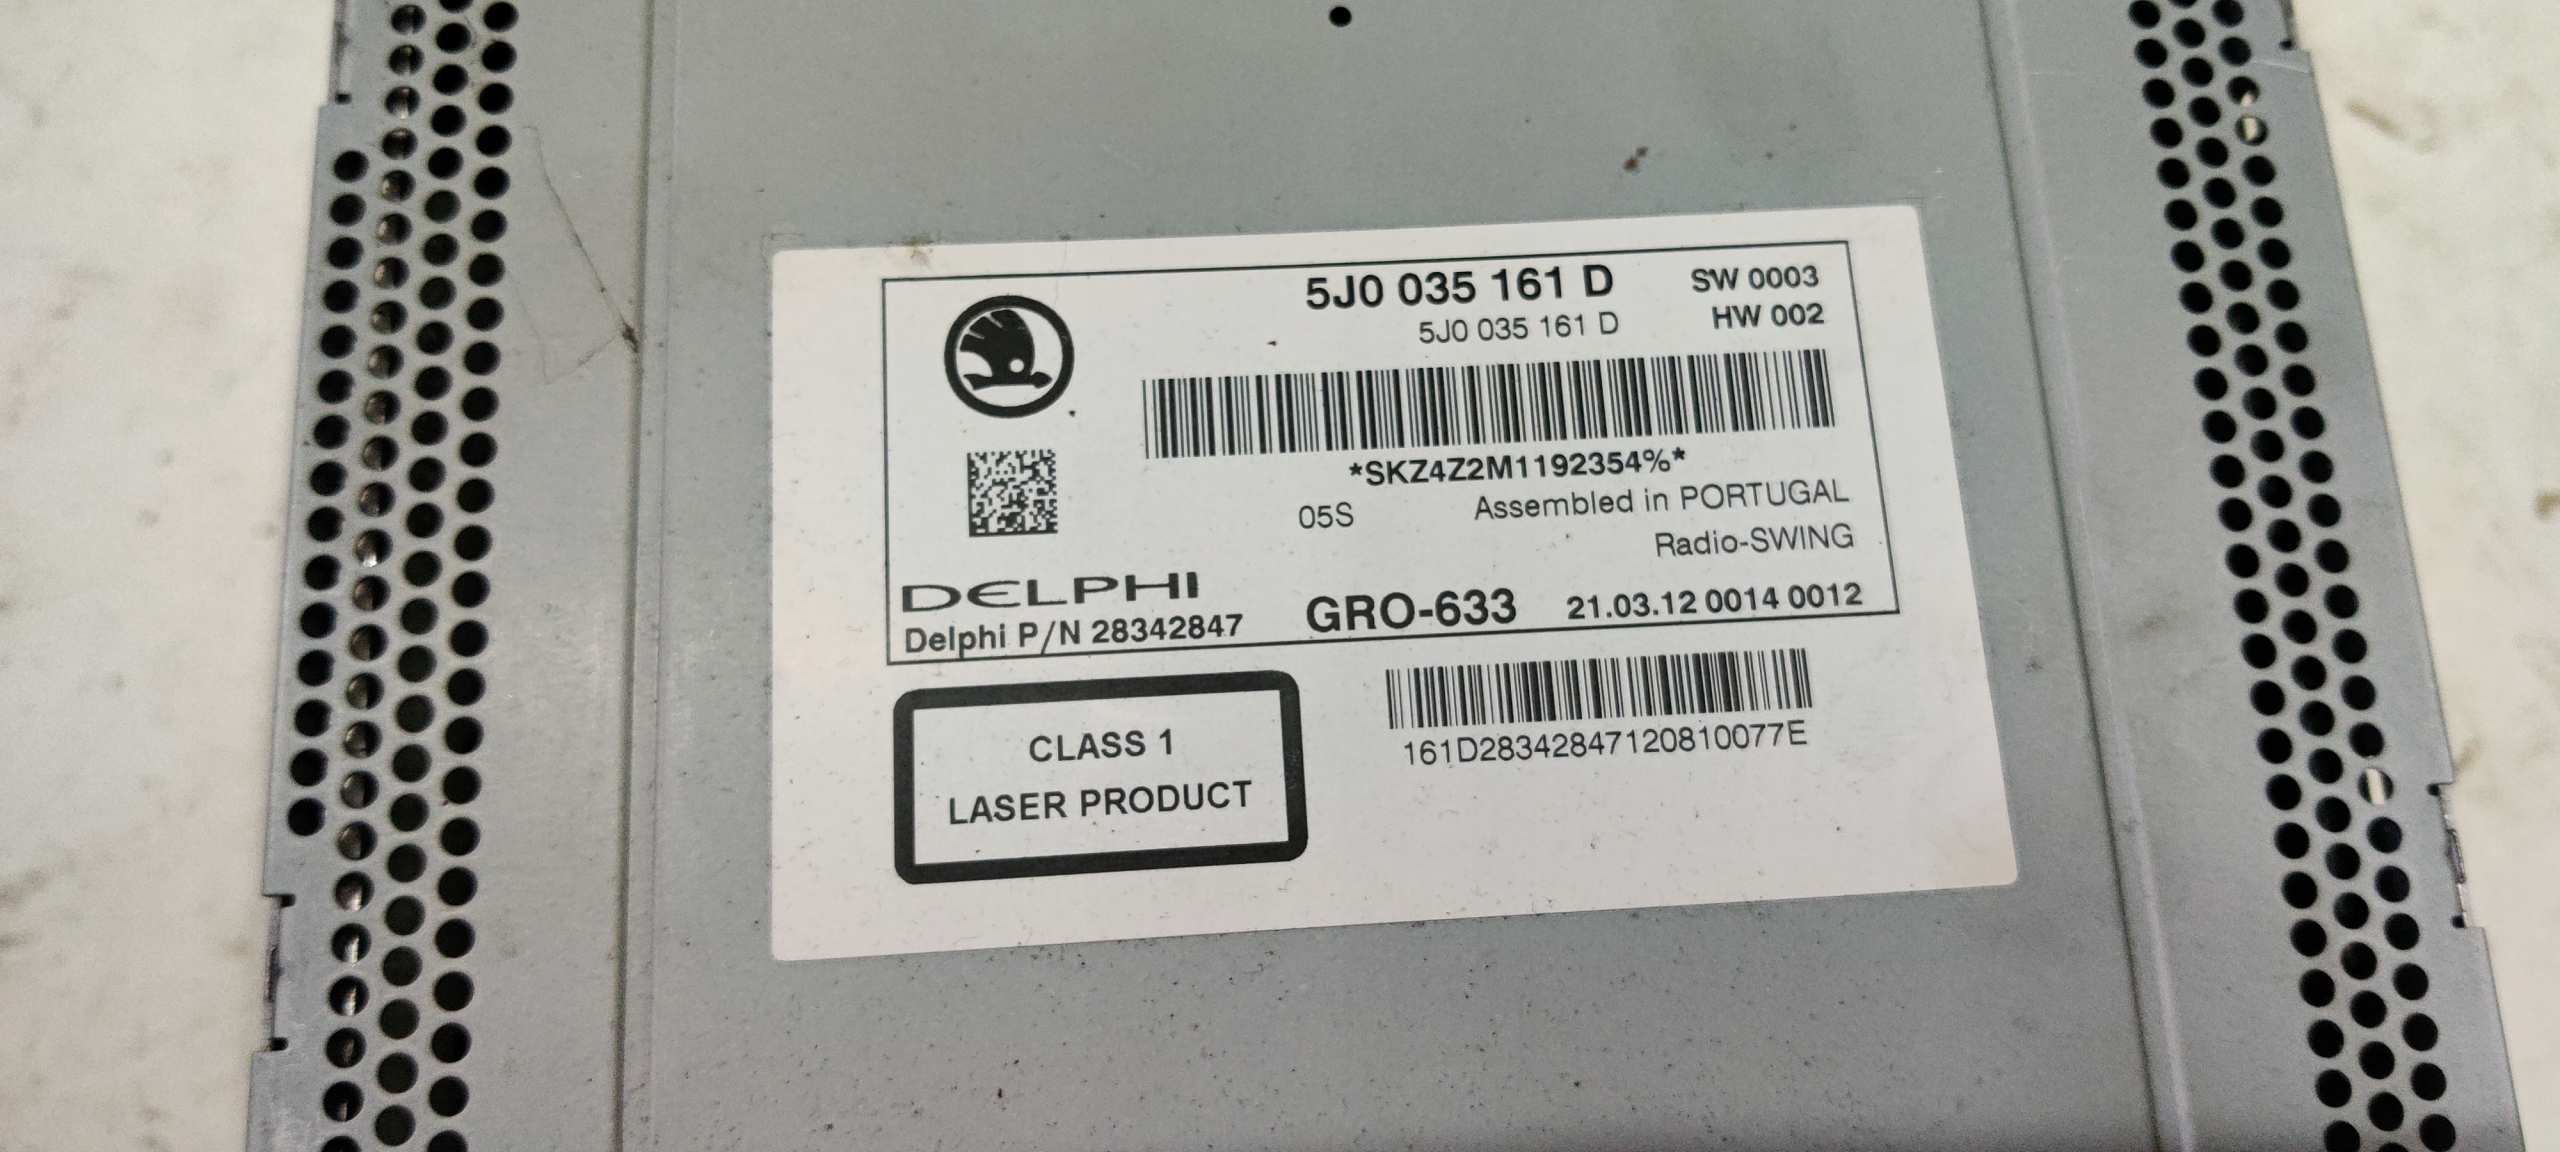 5J0 035 161 D
SW 0003
5J0 035 161 D
HW 002
*SKZ4Z2M1192354%*
05S
Assembled in PORTUGAL
Radio-SWING
DELPHI
Delphi P/N 28342847
GRO-633
21.03.12 0014 0012
CLASS 1
LASER PRODUCT
161D28342847120810077E